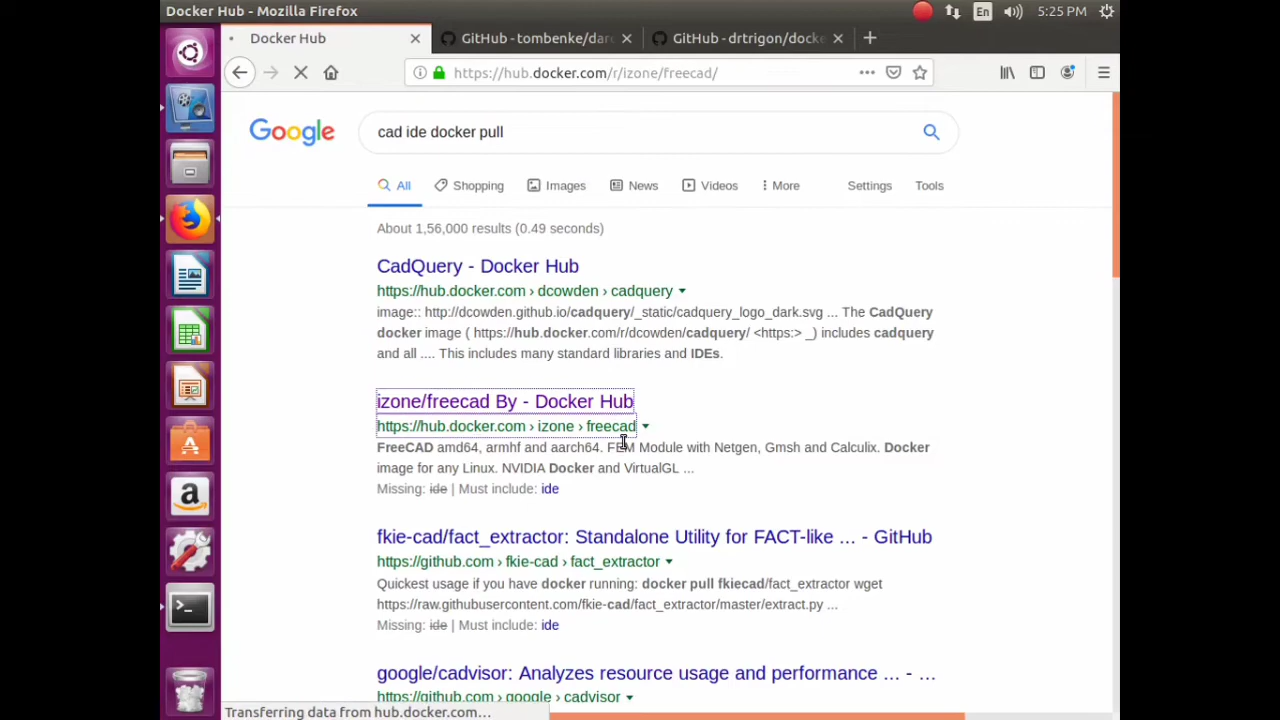 Docker Hub - Mozilla Firefox
En
5:25 PM
Docker Hub
GitHub - tombenke/dar
GitHub - drtrigon/docke
https://hub.docker.com/r/izone/freecad/
Google
cad ide docker pull
All
Shopping
Images
News
Videos
More
Settings
Tools
About 1,56,000 results (0.49 seconds)
CadQuery - Docker Hub
https://hub.docker.com › dcowden › cadquery
image:: http://dcowden.github.io/cadquery/_static/cadquery_logo_dark.svg ... The CadQuery
docker image ( https://hub.docker.com/r/dcowden/cadquery/ <https:> _) includes cadquery
and all .... This includes many standard libraries and IDEs.
izone/freecad By - Docker Hub
https://hub.docker.com › izone › freecad
FreeCAD amd64, armhf and aarch64. FEM Module with Netgen, Gmsh and Calculix. Docker
image for any Linux. NVIDIA Docker and VirtualGL ...
Missing: ide | Must include: ide
fkie-cad/fact_extractor: Standalone Utility for FACT-like ... - GitHub
https://github.com › fkie-cad › fact_extractor
Quickest usage if you have docker running: docker pull fkiecad/fact_extractor wget
https://raw.githubusercontent.com/fkie-cad/fact_extractor/master/extract.py ...
Missing: ide | Must include: ide
google/cadvisor: Analyzes resource usage and performance ... - ...
https://github.com › google › cadvisor
Transferring data from hub.docker.com...